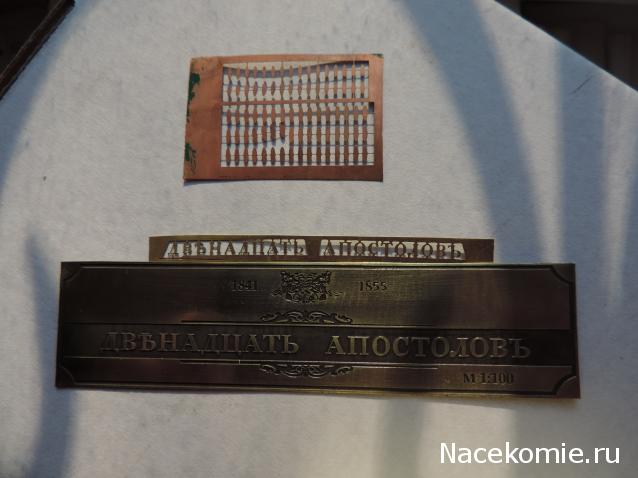 ДВѢНАДЦАТЬ АПОСТОЛОВЪ
1841 1855
ДВѢНАДЦАТЬ АПОСТОЛОВЪ
М 1:100
Nacekomie.ru